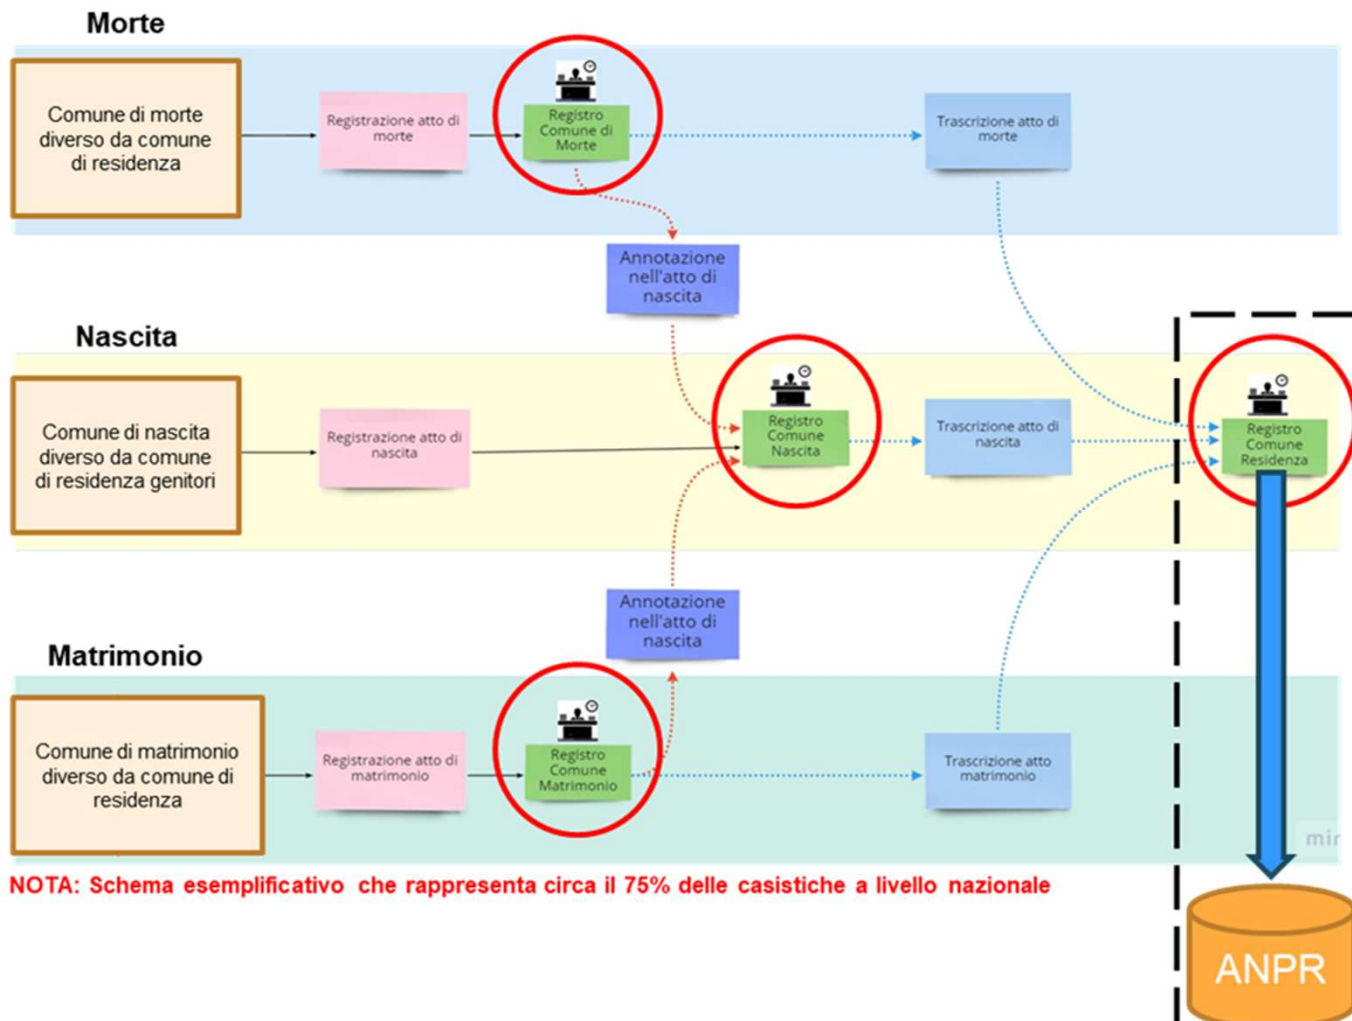 Morte
Comune di morte
diverso da comune
di residenza
Registrazione atto di
morte
Registro
Comune di
Morte
Trascrizione atto di
morte
Annotazione
nell'atto di
nascita
Nascita
Comune di nascita
diverso da comune
di residenza genitori
Registrazione atto di
nascita
Registro
Comune
Nascita
Trascrizione atto di
nascita
Registro
Comune
Residenza
Annotazione
nell'atto di
nascita
Matrimonio
Comune di matrimonio
diverso da comune di
residenza
Registrazione atto di
matrimonio
Registro
Comune
Matrimonio
Trascrizione atto
matrimonio
mir
NOTA: Schema esemplificativo che rappresenta circa il 75% delle casistiche a livello nazionale
ANPR